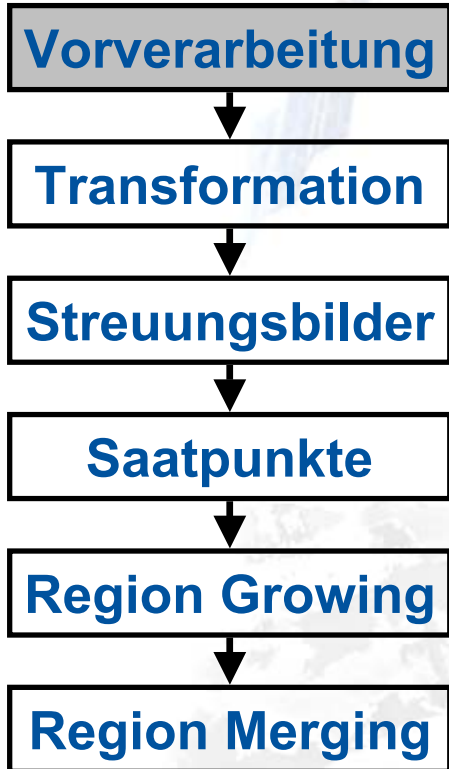 Vorverarbeitung
Transformation
Streuungsbilder
Saatpunkte
Region Growing
Region Merging